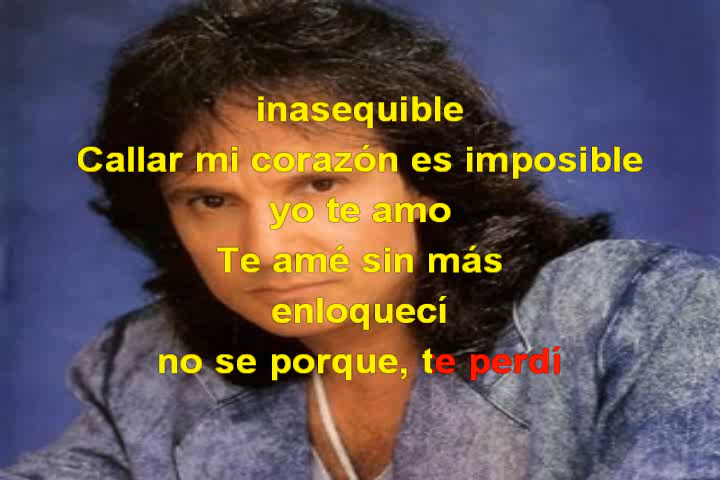 inasequible
Callar mi corazón es imposible
yo te amo
Te amé sin más
enloquecí
no se porque, te perdí